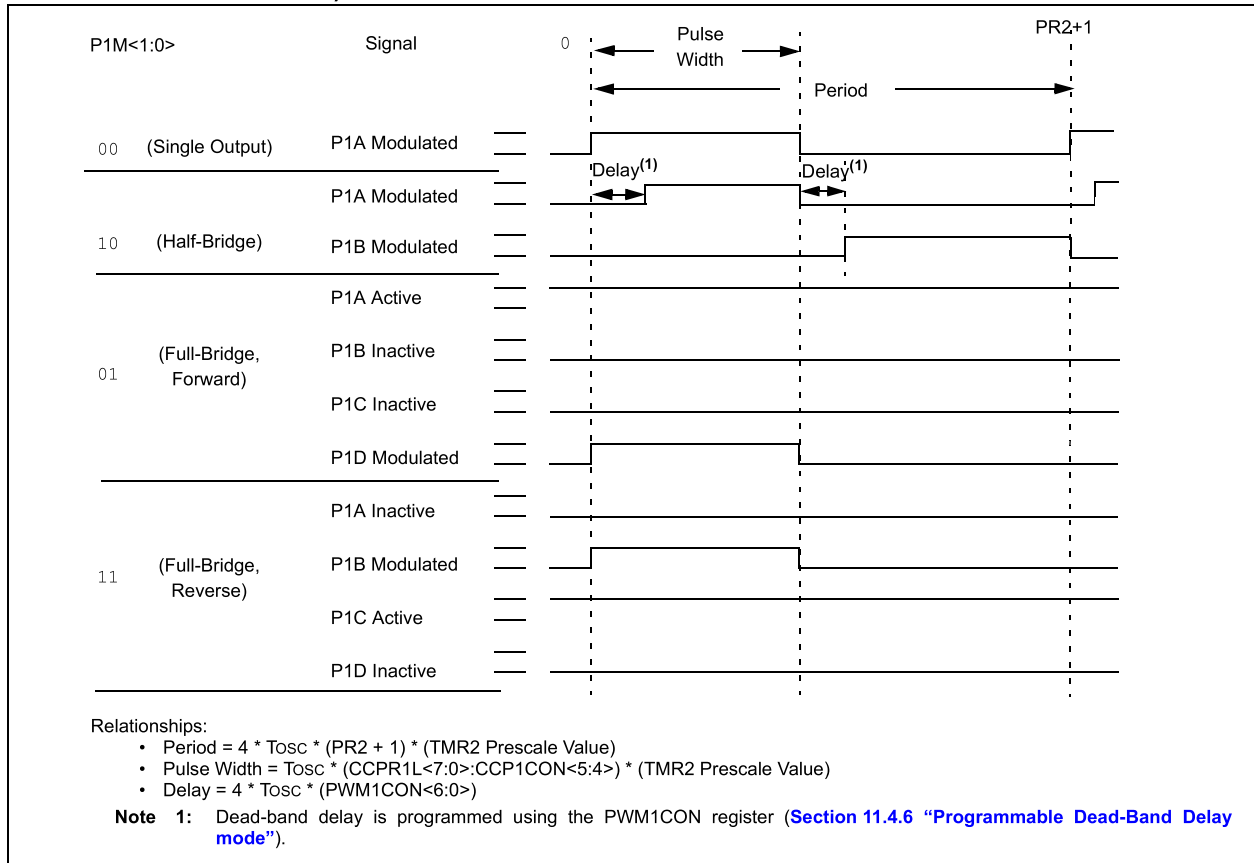 P1M<1:0> Signal 0 Pulse Width PR2+1
Period
00 (Single Output) P1A Modulated
Delay(1) Delay(1)
P1A Modulated
10 (Half-Bridge) P1B Modulated
P1A Active
01 (Full-Bridge, Forward) P1B Inactive
P1C Inactive
P1D Modulated
P1A Inactive
11 (Full-Bridge, Reverse) P1B Modulated
P1C Active
P1D Inactive
Relationships:
• Period = 4 * TOSC * (PR2 + 1) * (TMR2 Prescale Value)
• Pulse Width = TOSC * (CCPR1L<7:0>:CCP1CON<5:4>) * (TMR2 Prescale Value)
• Delay = 4 * TOSC * (PWM1CON<6:0>)
Note 1: Dead-band delay is programmed using the PWM1CON register (Section 11.4.6 “Programmable Dead-Band Delay
mode”).